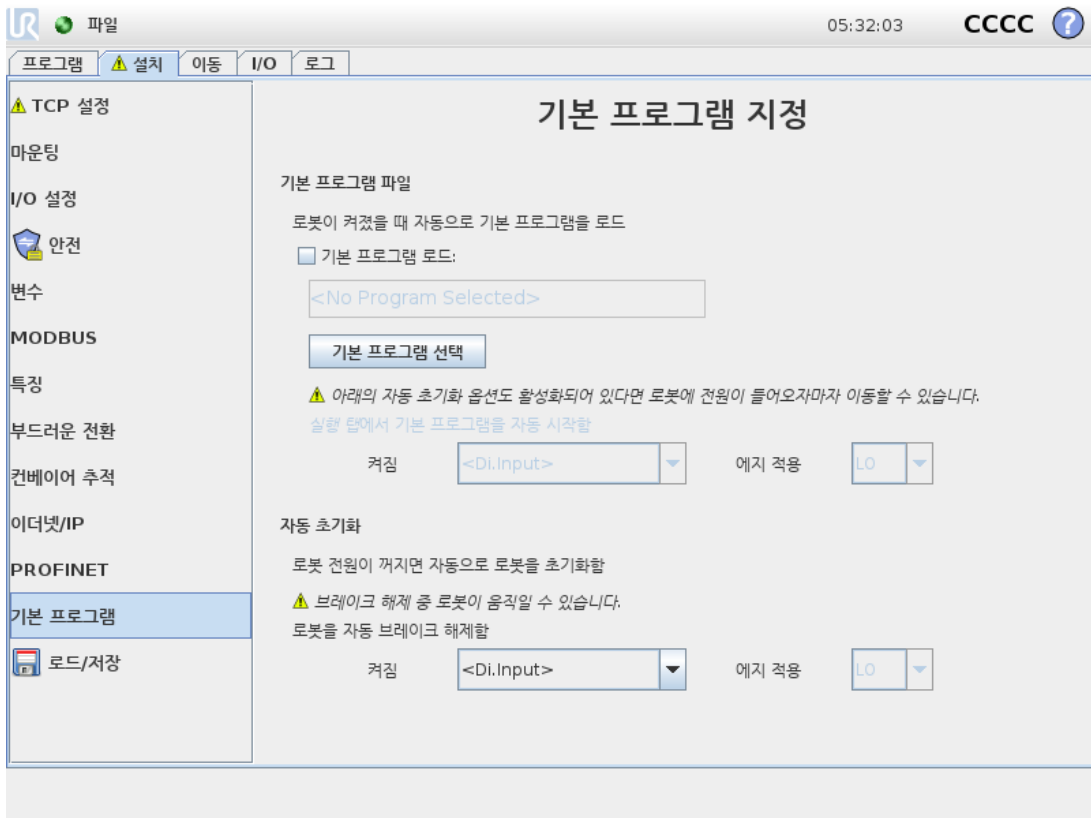 UR 파일 05:32:03 CCCC ?
프로그램 설치 이동 I/O 로그
TCP 설정
마운팅
I/O 설정
안전
변수
MODBUS
특징
부드러운 전환
컨베이어 추적
이더넷/IP
PROFINET
기본 프로그램
로드/저장
기본 프로그램 지정
기본 프로그램 파일
로봇이 켜졌을 때 자동으로 기본 프로그램을 로드
기본 프로그램 로드:
<No Program Selected>
기본 프로그램 선택
아래의 자동 초기화 옵션도 활성화되어 있다면 로봇에 전원이 들어오자마자 이동할 수 있습니다.
실행 탭에서 기본 프로그램을 자동 시작함
켜짐 <Di.Input> 에지 적용 LO
자동 초기화
로봇 전원이 꺼지면 자동으로 로봇을 초기화함
브레이크 해제 중 로봇이 움직일 수 있습니다.
로봇을 자동 브레이크 해제함
켜짐 <Di.Input> 에지 적용 LO